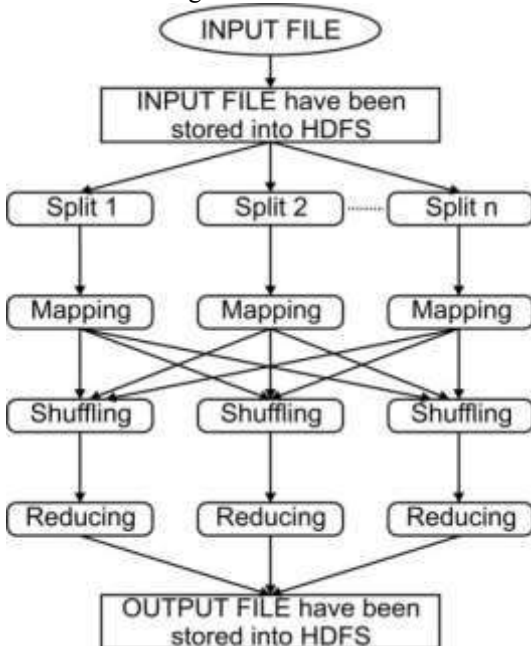 INPUT FILE
INPUT FILE have been
stored into HDFS
Split 1
Split 2
Split n
Mapping
Mapping
Mapping
Shuffling
Shuffling
Shuffling
Reducing
Reducing
Reducing
OUTPUT FILE have been
stored into HDFS